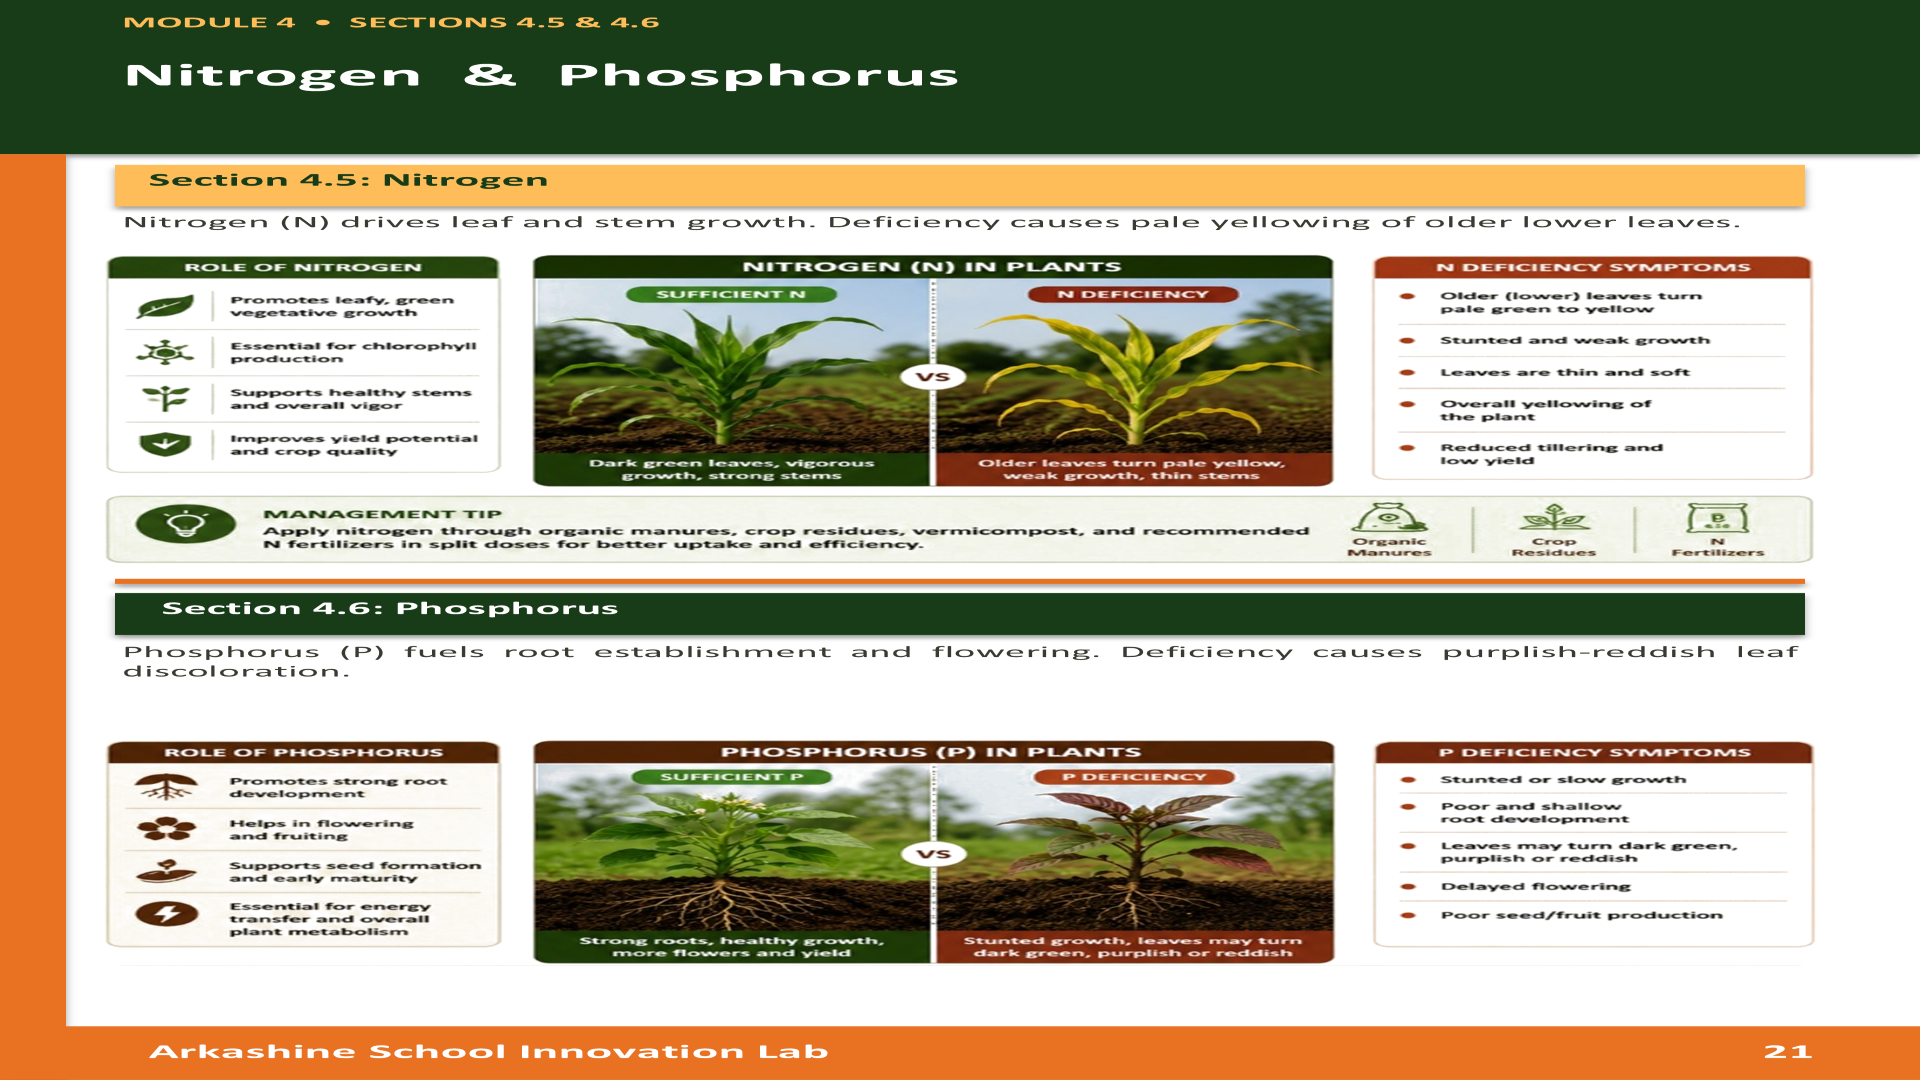 MODULE 4 • SECTIONS 4.5 & 4.6
Nitrogen & Phosphorus
Section 4.5: Nitrogen
Nitrogen (N) drives leaf and stem growth. Deficiency causes pale yellowing of older lower leaves.
ROLE OF NITROGEN
Promotes leafy, green
vegetative growth
Essential for chlorophyll
production
Supports healthy stems
and overall vigor
Improves yield potential
and crop quality
NITROGEN (N) IN PLANTS
SUFFICIENT N
N DEFICIENCY
VS
Dark green leaves, vigorous
growth, strong stems
Older leaves turn pale yellow,
weak growth, thin stems
N DEFICIENCY SYMPTOMS
Older (lower) leaves turn
pale green to yellow
Stunted and weak growth
Leaves are thin and soft
Overall yellowing of
the plant
Reduced tillering and
low yield
MANAGEMENT TIP
Apply nitrogen through organic manures, crop residues, vermicompost, and recommended
N fertilizers in split doses for better uptake and efficiency.
Organic
Manures
Crop
Residues
N
Fertilizers
Section 4.6: Phosphorus
Phosphorus (P) fuels root establishment and flowering. Deficiency causes purplish-reddish leaf
discoloration.
ROLE OF PHOSPHORUS
Promotes strong root
development
Helps in flowering
and fruiting
Supports seed formation
and early maturity
Essential for energy
transfer and overall
plant metabolism
PHOSPHORUS (P) IN PLANTS
SUFFICIENT P
P DEFICIENCY
VS
Strong roots, healthy growth,
more flowers and yield
Stunted growth, leaves may turn
dark green, purplish or reddish
P DEFICIENCY SYMPTOMS
Stunted or slow growth
Poor and shallow
root development
Leaves may turn dark green,
purplish or reddish
Delayed flowering
Poor seed/fruit production
Arkashine School Innovation Lab
21